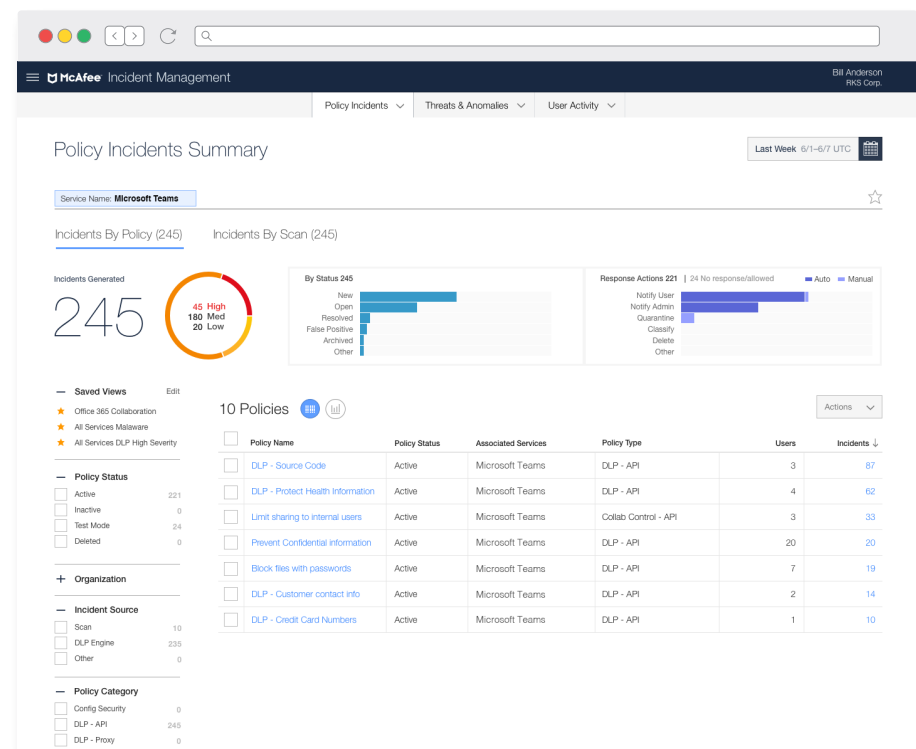 McAfee Incident Management
Bill Anderson
RKS Corp.
Policy Incidents
Threats & Anomalies
User Activity
Policy Incidents Summary
Last Week 6/1–6/7 UTC
Service Name: Microsoft Teams
Incidents By Policy (245)
Incidents By Scan (245)
Incidents Generated
245
45 High
180 Med
20 Low
By Status 245
New
Open
Resolved
False Positive
Archived
Other
Response Actions 221 | 24 No response/allowed
Auto
Manual
Notify User
Notify Admin
Quarantine
Classify
Delete
Other
Saved Views Edit
Office 365 Collaboration
All Services Malaware
All Services DLP High Severity
Policy Status
Active 221
Inactive 0
Test Mode 24
Deleted 0
Organization
Incident Source
Scan 10
DLP Engine 235
Other 0
Policy Category
Config Security 0
DLP - API 245
DLP - Proxy 0
10 Policies
Actions
Policy Name Policy Status Associated Services Policy Type Users Incidents
DLP - Source Code Active Microsoft Teams DLP - API 3 87
DLP - Protect Health Information Active Microsoft Teams DLP - API 4 62
Limit sharing to internal users Active Microsoft Teams Collab Control - API 3 33
Prevent Confidential information Active Microsoft Teams DLP - API 20 20
Block files with passwords Active Microsoft Teams DLP - API 7 19
DLP - Customer contact info Active Microsoft Teams DLP - API 2 14
DLP - Credit Card Numbers Active Microsoft Teams DLP - API 1 10